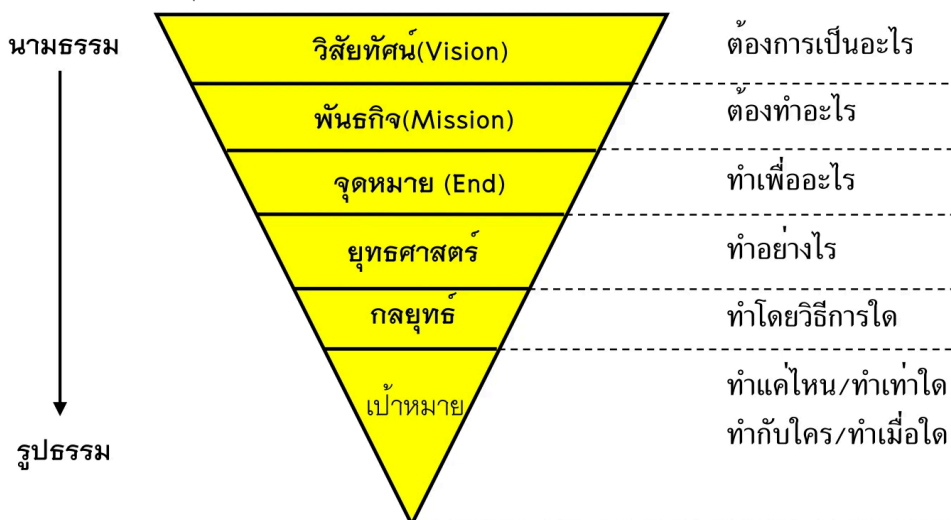 นามธรรม
วิสัยทัศน์(Vision)
ต้องการเป็นอะไร
พันธกิจ(Mission)
ต้องทำอะไร
จุดหมาย (End)
ทำเพื่ออะไร
ยุทธศาสตร์
ทำอย่างไร
กลยุทธ์
ทำโดยวิธีการใด
เป้าหมาย
ทำแค่ไหน/ทำเท่าใด
ทำกับใคร/ทำเมื่อใด
รูปธรรม